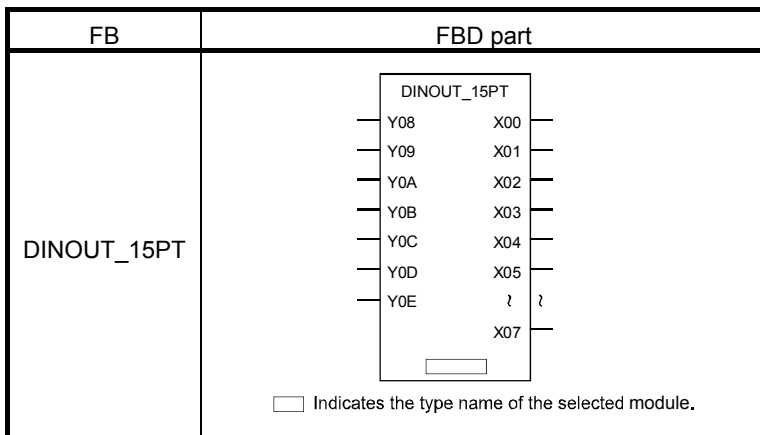 FB FBD part
DINOUT_15PT
DINOUT_15PT
Y08 X00
Y09 X01
Y0A X02
Y0B X03
Y0C X04
Y0D X05
Y0E ~ ~
X07
Indicates the type name of the selected module.